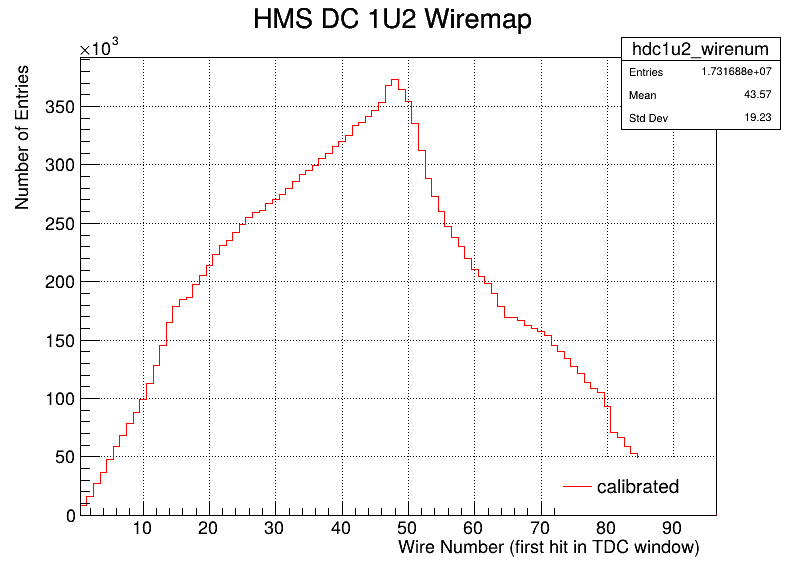 HMS DC 1U2 Wiremap
×10³
hdc1u2_wirenum
Entries 1.731688e+07
Mean 43.57
Std Dev 19.23
Number of Entries
350
300
250
200
150
100
50
0
calibrated
10 20 30 40 50 60 70 80 90
Wire Number (first hit in TDC window)